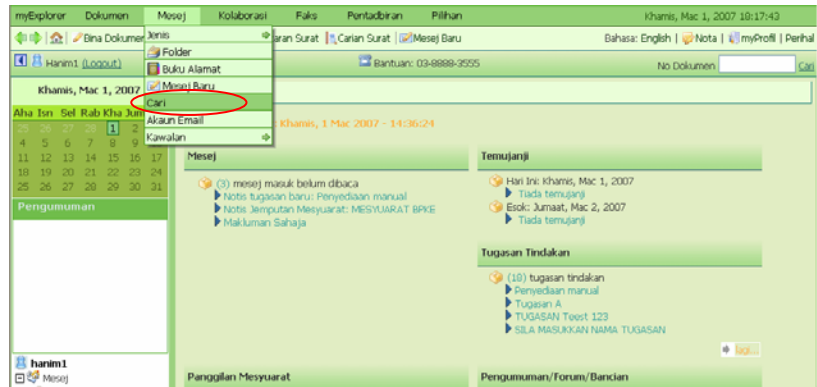 myExplorer Dokumen Mesej Kolaborasi Faks Pentadbiran Pilihan Khamis, Mac 1, 2007 18:17:43
Bina Dokumen Jenis aran Surat | Carian Surat | Mesej Baru Bahasa: English | Nota | myProfil | Perihal
Folder
Hanim1 (Logout) Buku Alamat Bantuan: 03-8888-3555 No Dokumen Cari
Khamis, Mac 1, 2007 Mesej Baru
Cari
Aha Isn Sel Rab Kha Jum Akaun Email : Khamis, 1 Mac 2007 - 14:36:24
25 26 27 28 1 2 Kawalan
4 5 6 7 8 9
11 12 13 14 15 16 17 Mesej Temujanji
18 19 20 21 22 23 24
25 26 27 28 29 30 31
Pengumuman
(3) mesej masuk belum dibaca
Notis tugasan baru: Penyediaan manual
Notis Jemputan Mesyuarat: MESYUARAT BPKE
Makluman Sahaja
Hari Ini: Khamis, Mac 1, 2007
Tiada temujanji
Esok: Jumaat, Mac 2, 2007
Tiada temujanji
Tugasan Tindakan
(10) tugasan tindakan
Penyediaan manual
Tugasan A
TUGASAN Teest 123
SILA MASUKKAN NAMA TUGASAN
lagi...
hanim1
Mesej
Panggilan Mesyuarat Pengumuman/Forum/Bancian